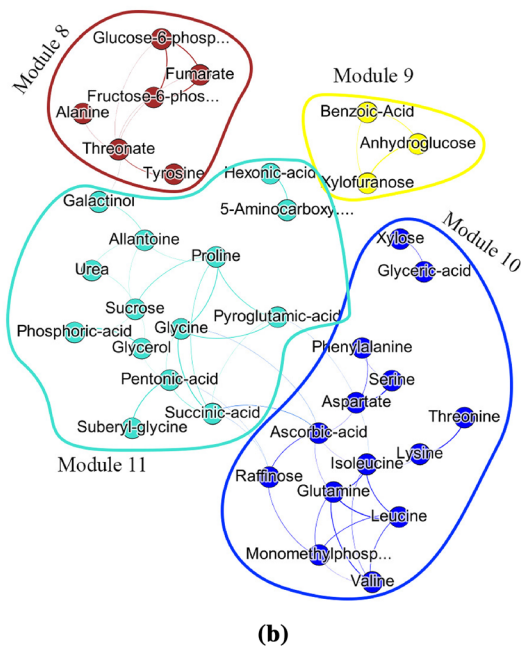 Module 8
Glucose-6-phosp...
Fumarate
Fructose-6-phos...
Alanine
Threonate
Tyrosine
Module 9
Benzoic-Acid
Anhydroglucose
Xylofuranose
Hexonic-acid
5-Aminocarboxy....
Galactinol
Allantoine
Proline
Urea
Sucrose
Glycine
Pyroglutamic-acid
Phosphoric-acid
Glycerol
Pentonic-acid
Succinic-acid
Suberyl-glycine
Module 11
Module 10
Xylose
Glyceric-acid
Phenylalanine
Serine
Aspartate
Threonine
Ascorbic-acid
Lysine
Isoleucine
Raffinose
Glutamine
Leucine
Monomethylphosp...
Valine
(b)